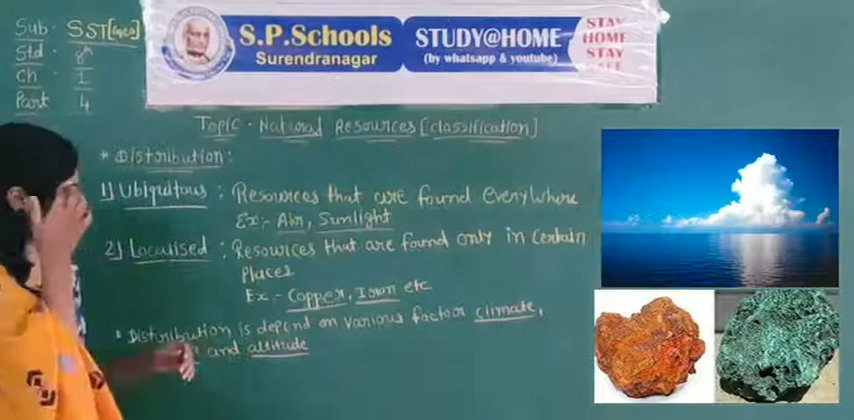 Sub · SST[Geo]
Std · 8th
Ch · I
Part 4
S.P.Schools
Surendranagar
STUDY@HOME
(by whatsapp & youtube)
STAY
HOME
STAY
Topic - Natural Resources [classification]
* Distribution:
1) Ubiquitous : Resources that are found everywhere
Ex:- Air, Sunlight
2) Localised : Resources that are found only in certain
places
Ex - Copper, Iron etc
* Distribution is depend on various factor climate,
and altitude